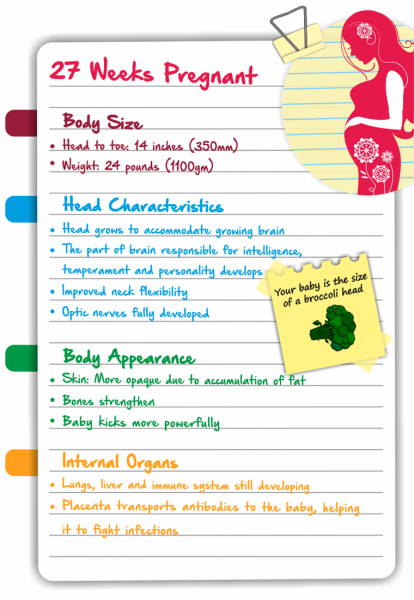 27 Weeks Pregnant
Body Size
• Head to toe: 14 inches (350mm)
• Weight: 24 pounds (1100gm)
Head Characteristics
• Head grows to accommodate growing brain
• The part of brain responsible for intelligence,
temperament and personality develops
• Improved neck flexibility
• Optic nerves fully developed
Your baby is the size
of a broccoli head
Body Appearance
• Skin: More opaque due to accumulation of fat
• Bones strengthen
• Baby kicks more powerfully
Internal Organs
• Lungs, liver and immune system still developing
• Placenta transports antibodies to the baby, helping
it to fight infections